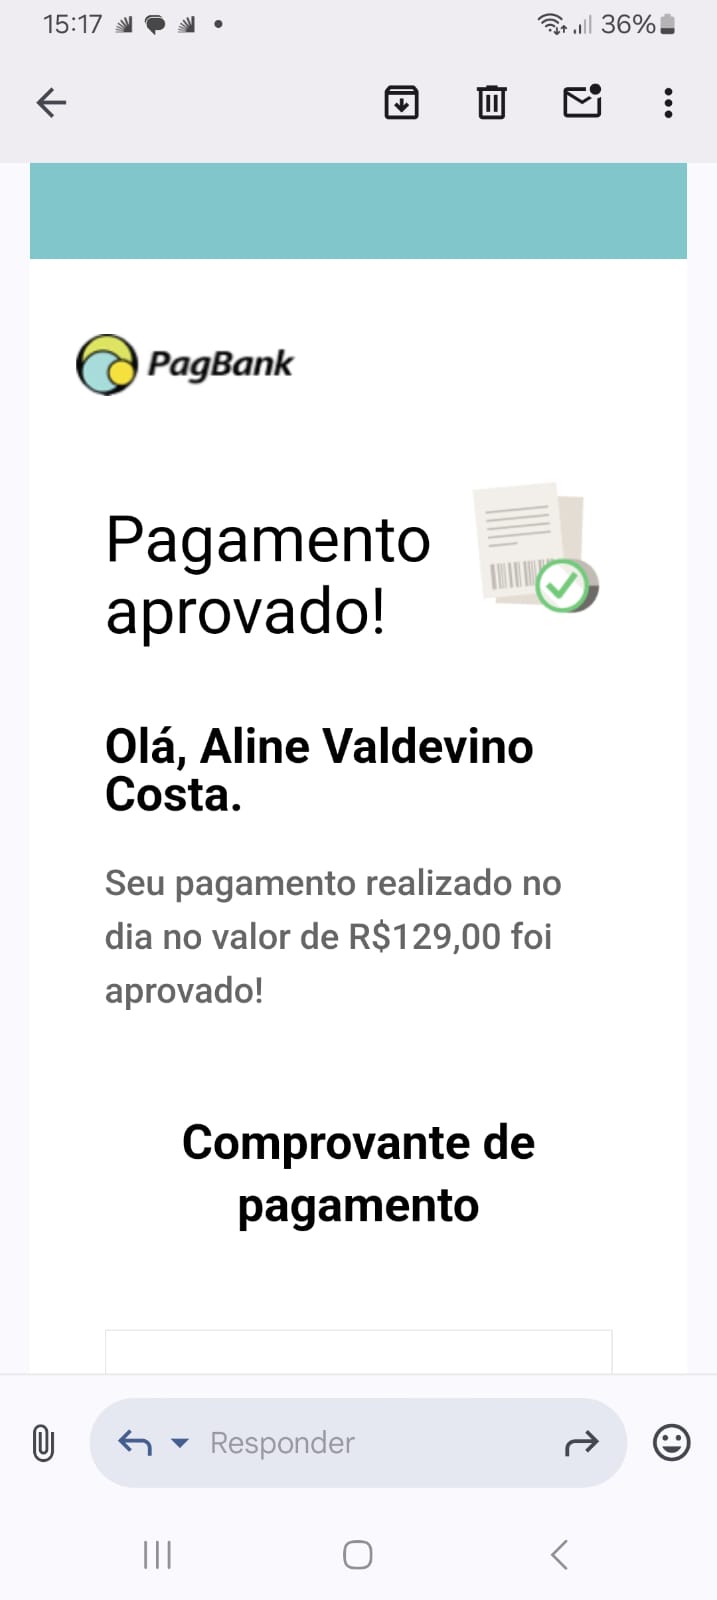 15:17
36%
PagBank
Pagamento
aprovado!
Olá, Aline Valdevino
Costa.
Seu pagamento realizado no
dia no valor de R$129,00 foi
aprovado!
Comprovante de
pagamento
Responder